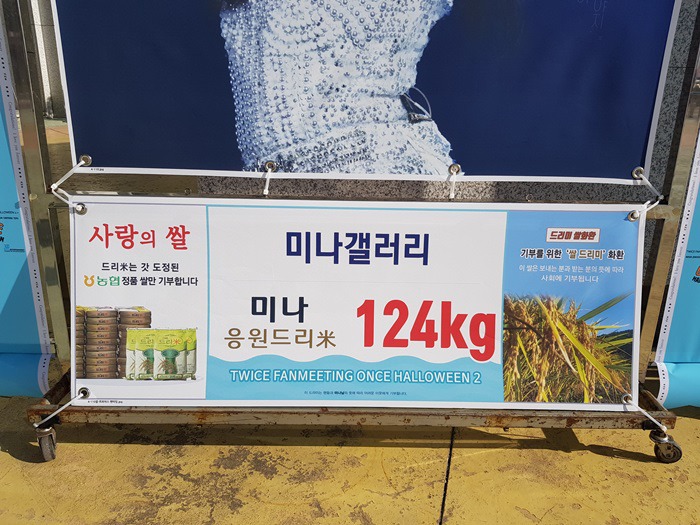 사랑의 쌀
드리米는 갓 도정된
농협 정품 쌀만 기부합니다
드리米
미나갤러리
미나
응원드리米
124kg
TWICE FANMEETING ONCE HALLOWEEN 2
드리미 쌀화환
기부를 위한 '쌀 드리미' 화환
이 쌀은 보내는 분과 받는 분의 뜻에 따라
사회에 기부됩니다